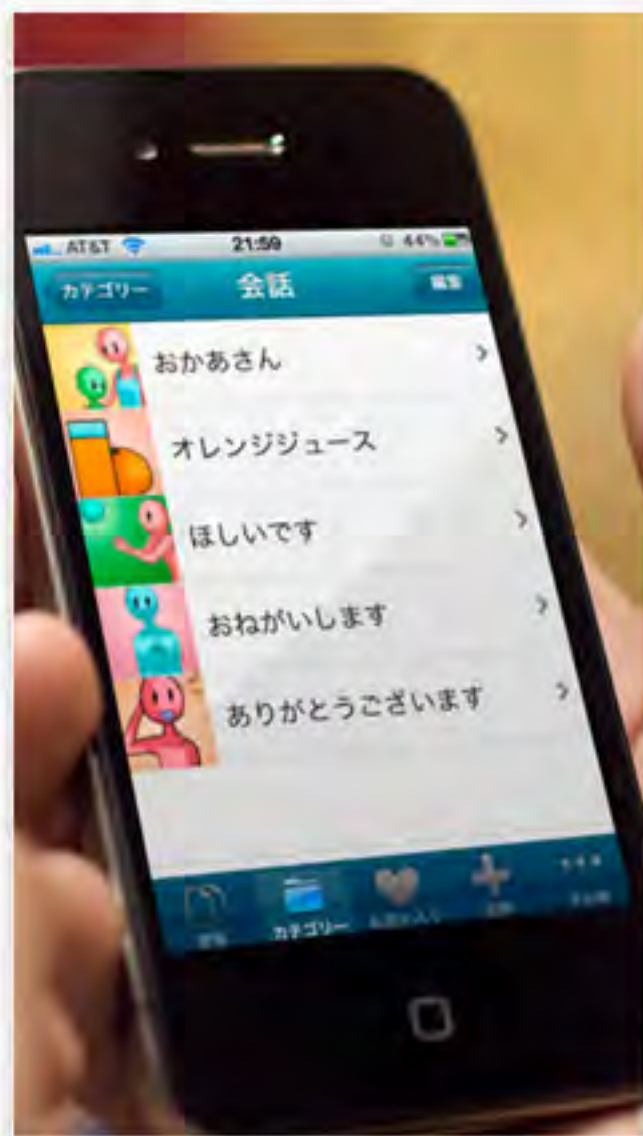 AT&T 21:59 44%
カテゴリー 会話 編集
おかあさん
オレンジジュース
ほしいです
おねがいします
ありがとうございます
カテゴリー